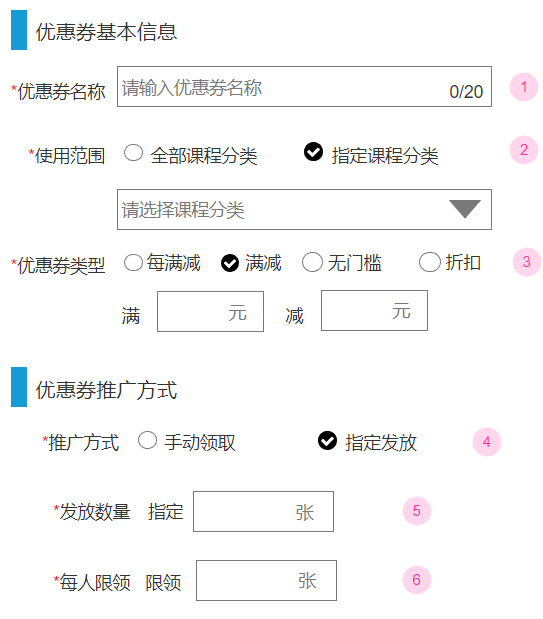 优惠券基本信息
*优惠券名称 请输入优惠券名称 0/20 1
*使用范围 全部课程分类 指定课程分类 2
请选择课程分类
*优惠券类型 每满减 满减 无门槛 折扣 3
满 元 减 元
优惠券推广方式
*推广方式 手动领取 指定发放 4
*发放数量 指定 张 5
*每人限领 限领 张 6